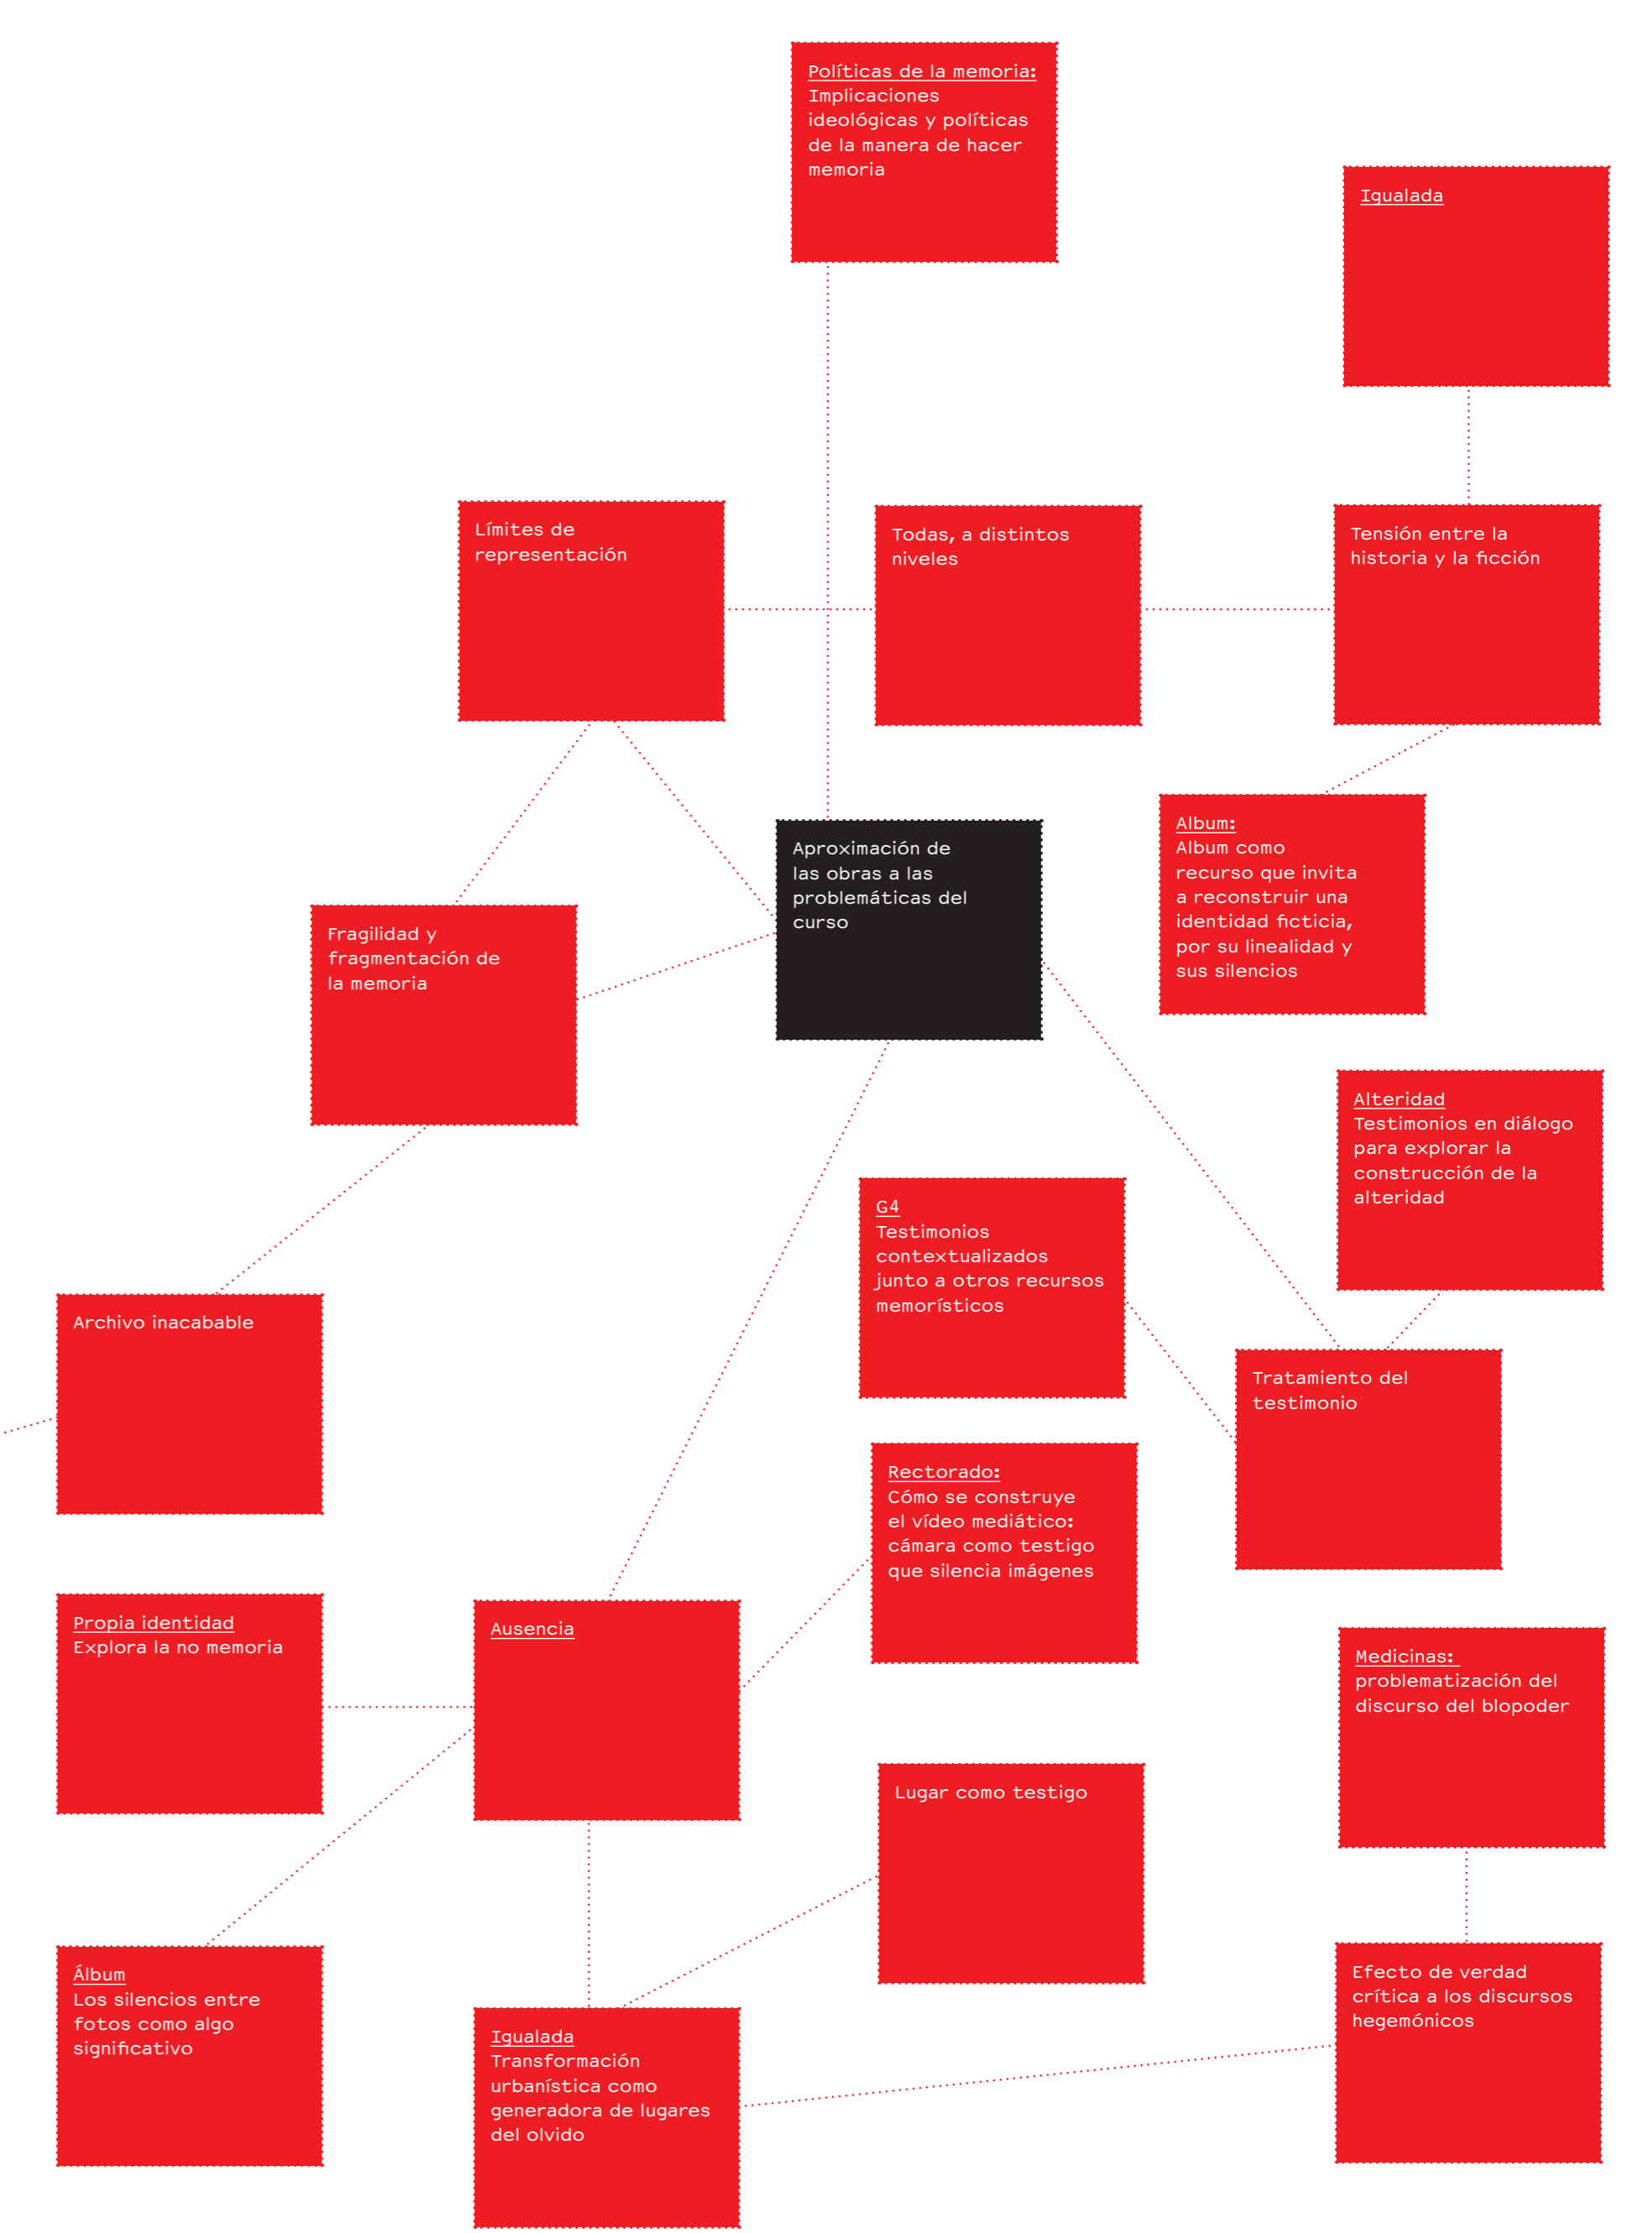 Políticas de la memoria:
Implicaciones
ideológicas y políticas
de la manera de hacer
memoria
Igualada
Límites de
representación
Todas, a distintos
niveles
Tensión entre la
historia y la ficción
Aproximación de
las obras a las
problemáticas del
curso
Album:
Album como
recurso que invita
a reconstruir una
identidad ficticia,
por su linealidad y
sus silencios
Fragilidad y
fragmentación de
la memoria
Alteridad
Testimonios en diálogo
para explorar la
construcción de la
alteridad
G4
Testimonios
contextualizados
junto a otros recursos
memorísticos
Archivo inacabable
Tratamiento del
testimonio
Rectorado:
Cómo se construye
el vídeo mediático:
cámara como testigo
que silencia imágenes
Propia identidad
Explora la no memoria
Ausencia
Medicinas:
problematización del
discurso del blopoder
Lugar como testigo
Álbum
Los silencios entre
fotos como algo
significativo
Efecto de verdad
crítica a los discursos
hegemónicos
Igualada
Transformación
urbanística como
generadora de lugares
del olvido